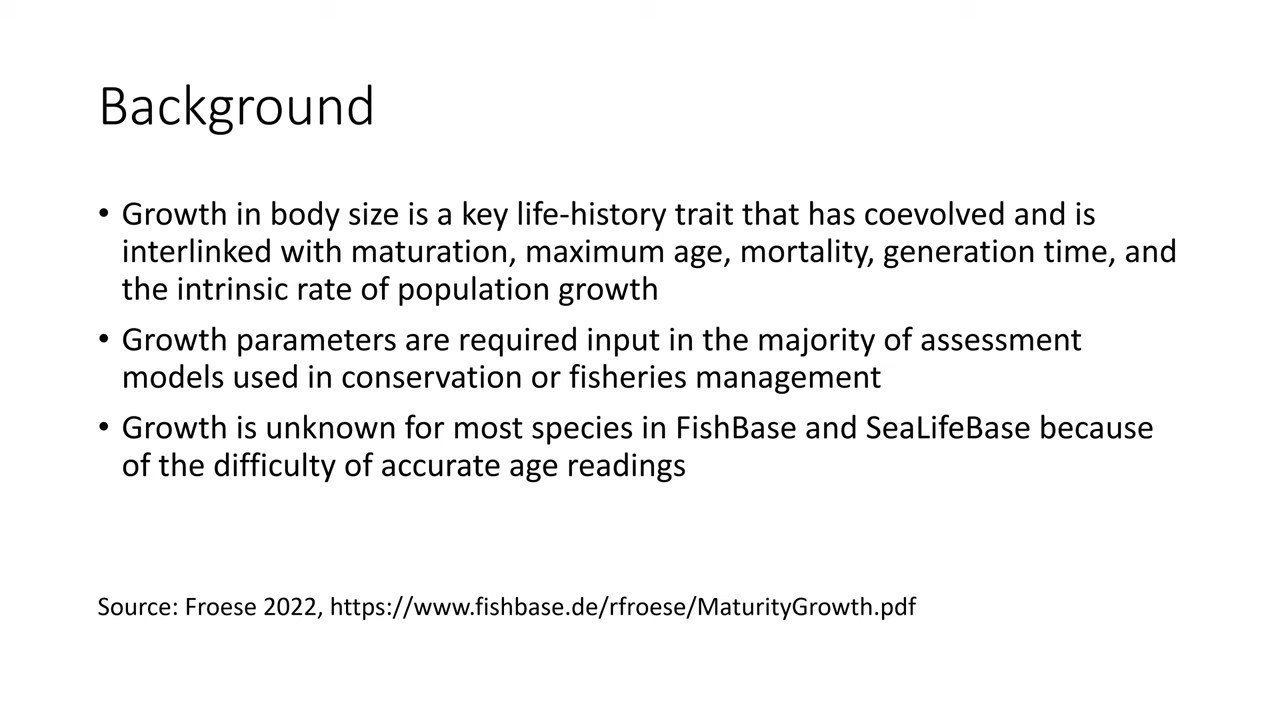 Background
• Growth in body size is a key life-history trait that has coevolved and is
interlinked with maturation, maximum age, mortality, generation time, and
the intrinsic rate of population growth
• Growth parameters are required input in the majority of assessment
models used in conservation or fisheries management
• Growth is unknown for most species in FishBase and SeaLifeBase because
of the difficulty of accurate age readings
Source: Froese 2022, https://www.fishbase.de/rfroese/MaturityGrowth.pdf